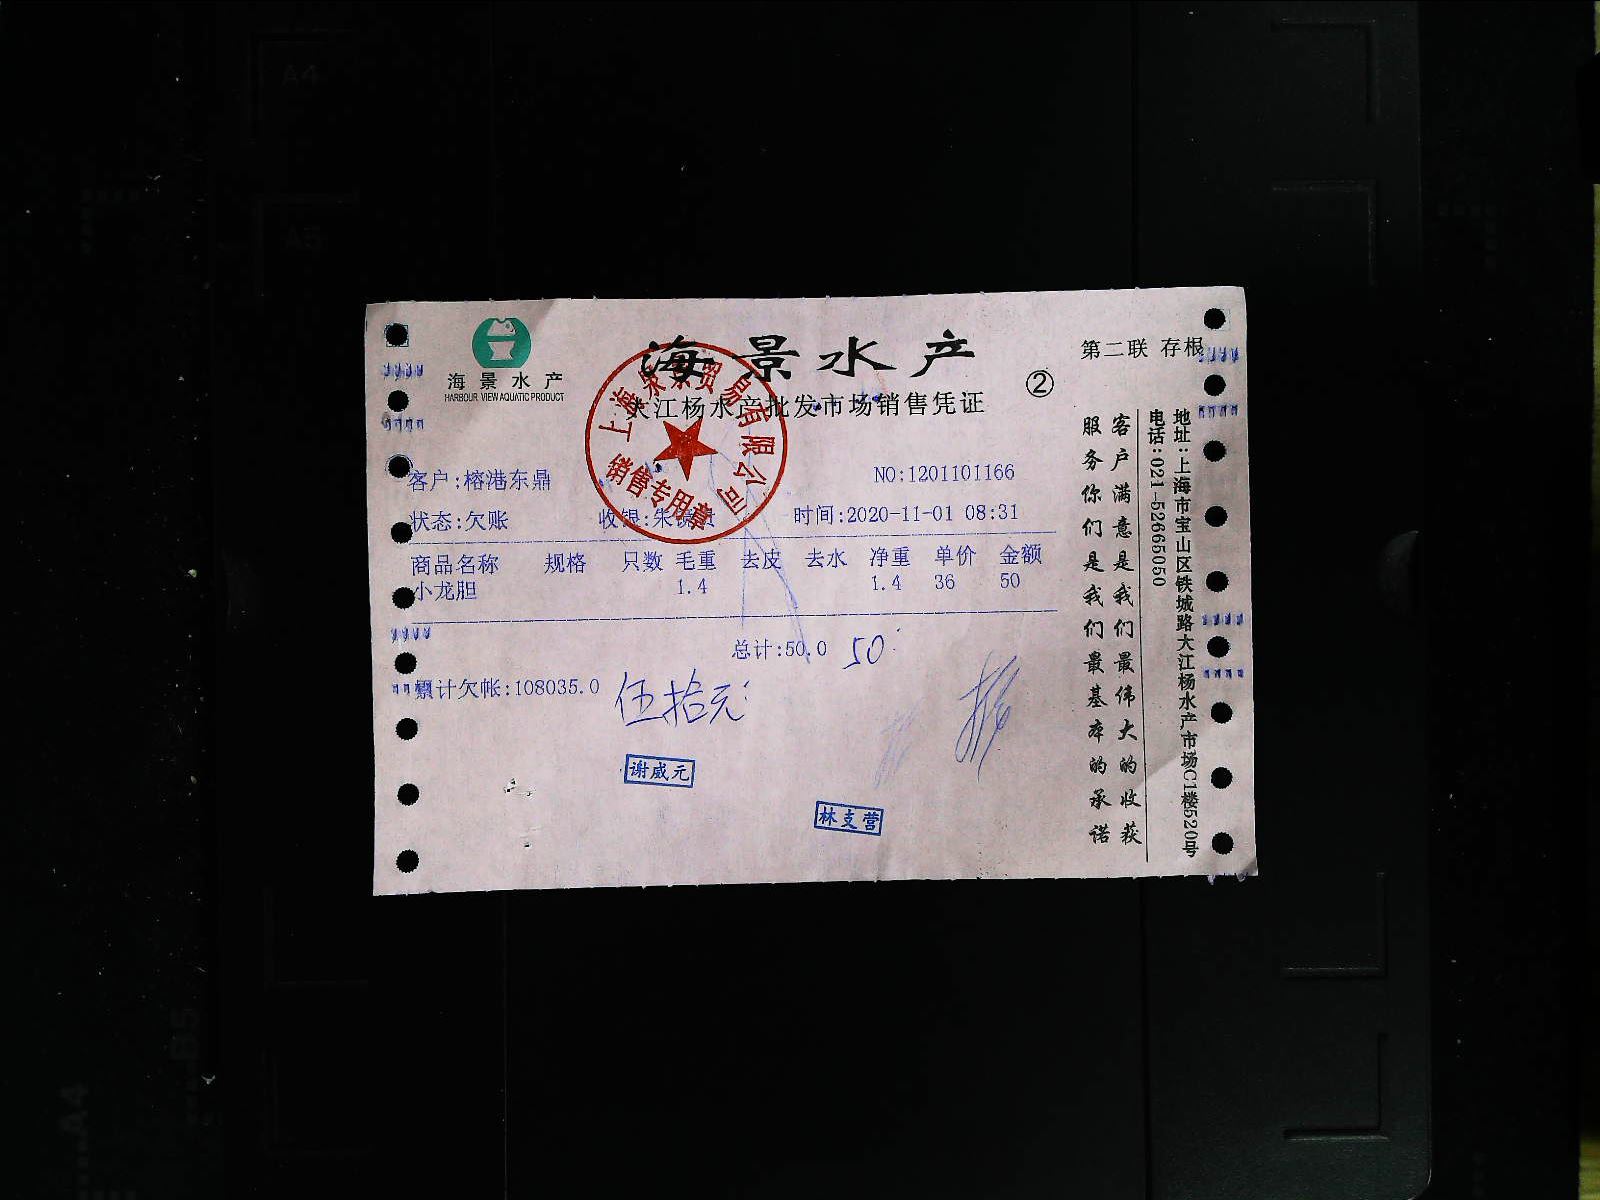 海景水产
HARBOUR VIEW AQUATIC PRODUCT
海景水产
大江杨水产批发市场销售凭证
②
第二联 存根
上海 贸易有限公司
销售专用章
客户:榕港东鼎
NO:1201101166
状态:欠账 收银:朱 时间:2020-11-01 08:31
商品名称 规格 只数 毛重 去皮 去水 净重 单价 金额
小龙胆 1.4 1.4 36 50
总计:50.0 50
累计欠帐:108035.0 伍拾元
谢威元
林支营
客户满意是我们最伟大的收获
服务你们是我们最基本的承诺
地址:上海市宝山区铁城路大江杨水产市场C1楼520号
电话:021-52665050
A4
A5
B5
A4